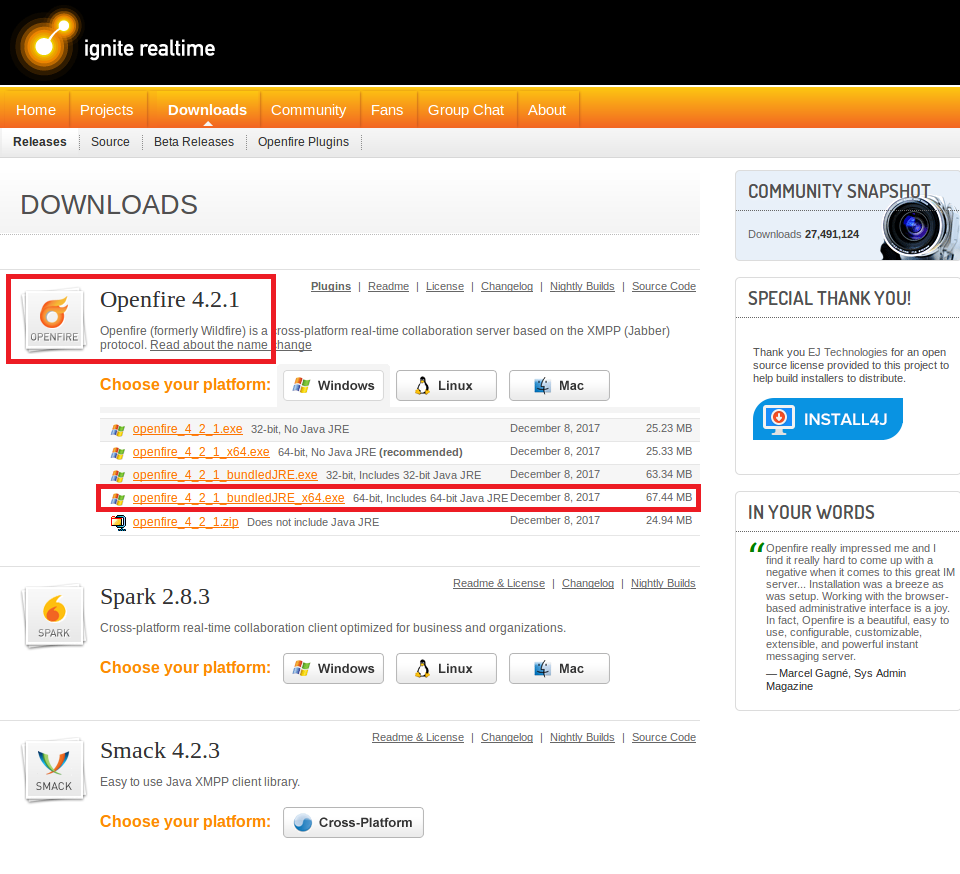 ignite realtime
Home Projects Downloads Community Fans Group Chat About
Releases Source Beta Releases Openfire Plugins
DOWNLOADS
OPENFIRE
Openfire 4.2.1
Plugins | Readme | License | Changelog | Nightly Builds | Source Code
Openfire (formerly Wildfire) is a cross-platform real-time collaboration server based on the XMPP (Jabber)
protocol. Read about the name change
Choose your platform: Windows Linux Mac
openfire_4_2_1.exe 32-bit, No Java JRE December 8, 2017 25.23 MB
openfire_4_2_1_x64.exe 64-bit, No Java JRE (recommended) December 8, 2017 25.33 MB
openfire_4_2_1_bundledJRE.exe 32-bit, Includes 32-bit Java JRE December 8, 2017 63.34 MB
openfire_4_2_1_bundledJRE_x64.exe 64-bit, Includes 64-bit Java JRE December 8, 2017 67.44 MB
openfire_4_2_1.zip Does not include Java JRE December 8, 2017 24.94 MB
SPARK
Spark 2.8.3
Readme & License | Changelog | Nightly Builds
Cross-platform real-time collaboration client optimized for business and organizations.
Choose your platform: Windows Linux Mac
SMACK
Smack 4.2.3
Readme & License | Changelog | Nightly Builds | Source Code
Easy to use Java XMPP client library.
Choose your platform: Cross-Platform
COMMUNITY SNAPSHOT
Downloads 27,491,124
SPECIAL THANK YOU!
Thank you EJ Technologies for an open
source license provided to this project to
help build installers to distribute.
INSTALL4J
IN YOUR WORDS
“Openfire really impressed me and I
find it really hard to come up with a
negative when it comes to this great IM
server... Installation was a breeze as
was setup. Working with the browser-
based administrative interface is a joy.
In fact, Openfire is a beautiful, easy to
use, configurable, customizable,
extensible, and powerful instant
messaging server.
— Marcel Gagné, Sys Admin
Magazine